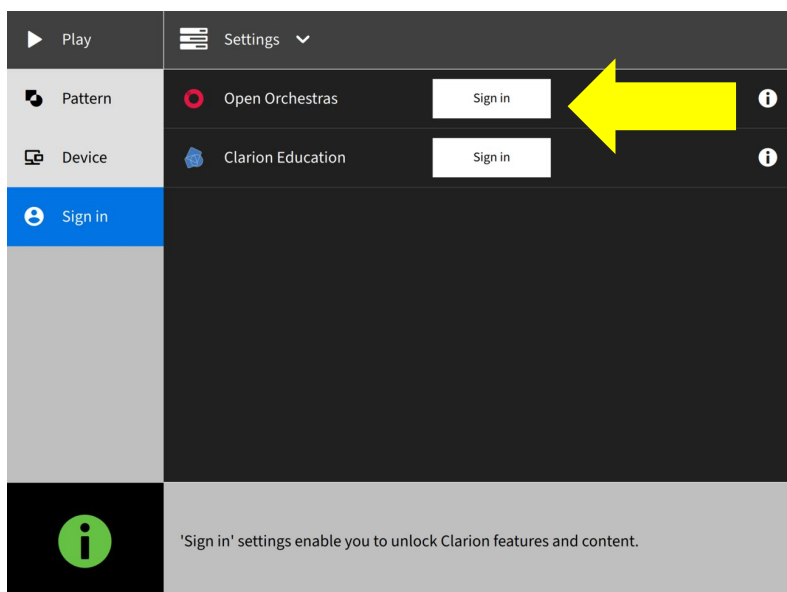 Play
Settings
Pattern
Open Orchestras
Sign in
Device
Clarion Education
Sign in
Sign in
'Sign in' settings enable you to unlock Clarion features and content.